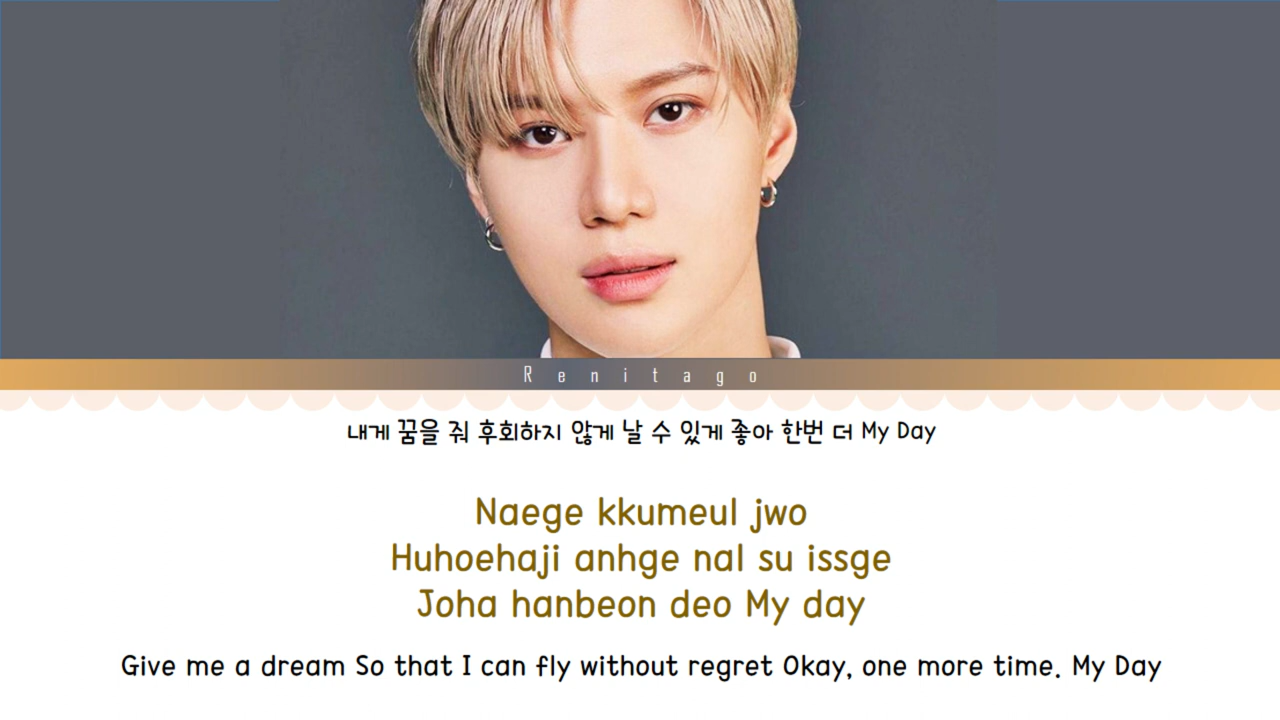 Renitago
내게 꿈을 줘 후회하지 않게 날 수 있게 좋아 한번 더 My Day
Naege kkumeul jwo
Huhoehaji anhge nal su issge
Joha hanbeon deo My day
Give me a dream So that I can fly without regret Okay, one more time. My Day